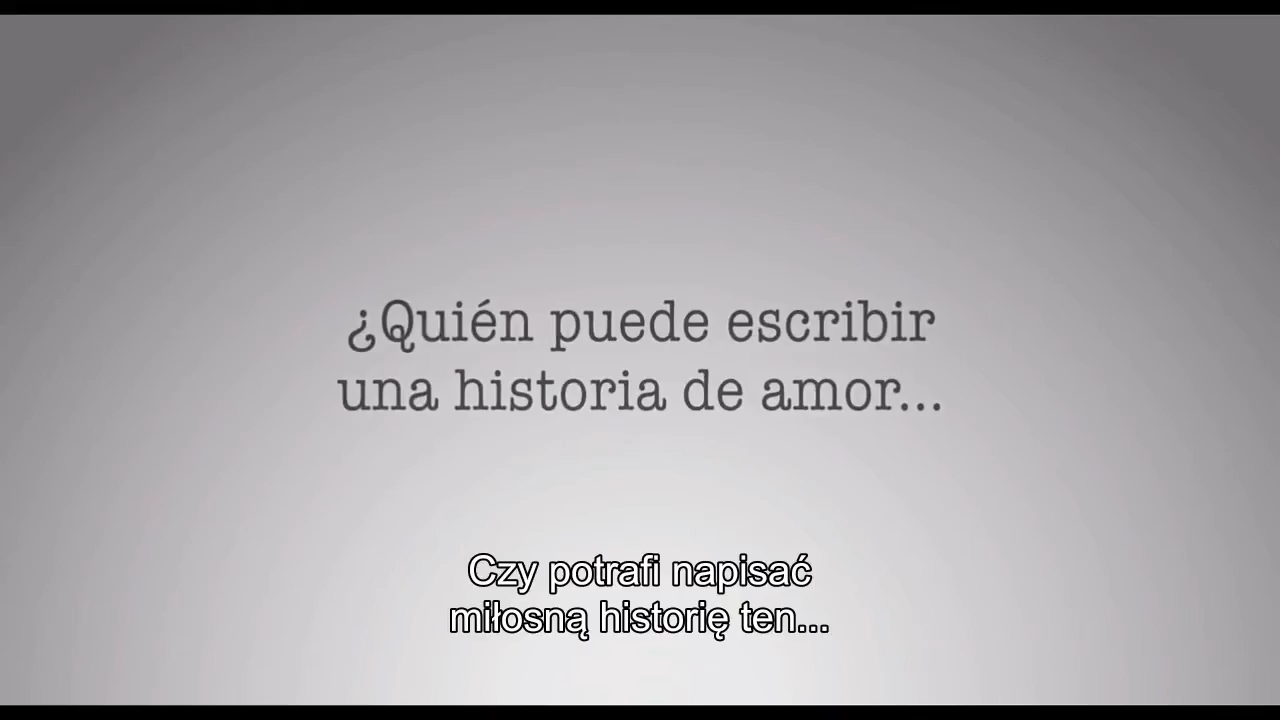 ¿Quién puede escribir
una historia de amor...
Czy potrafi napisać
miłosną historię ten...